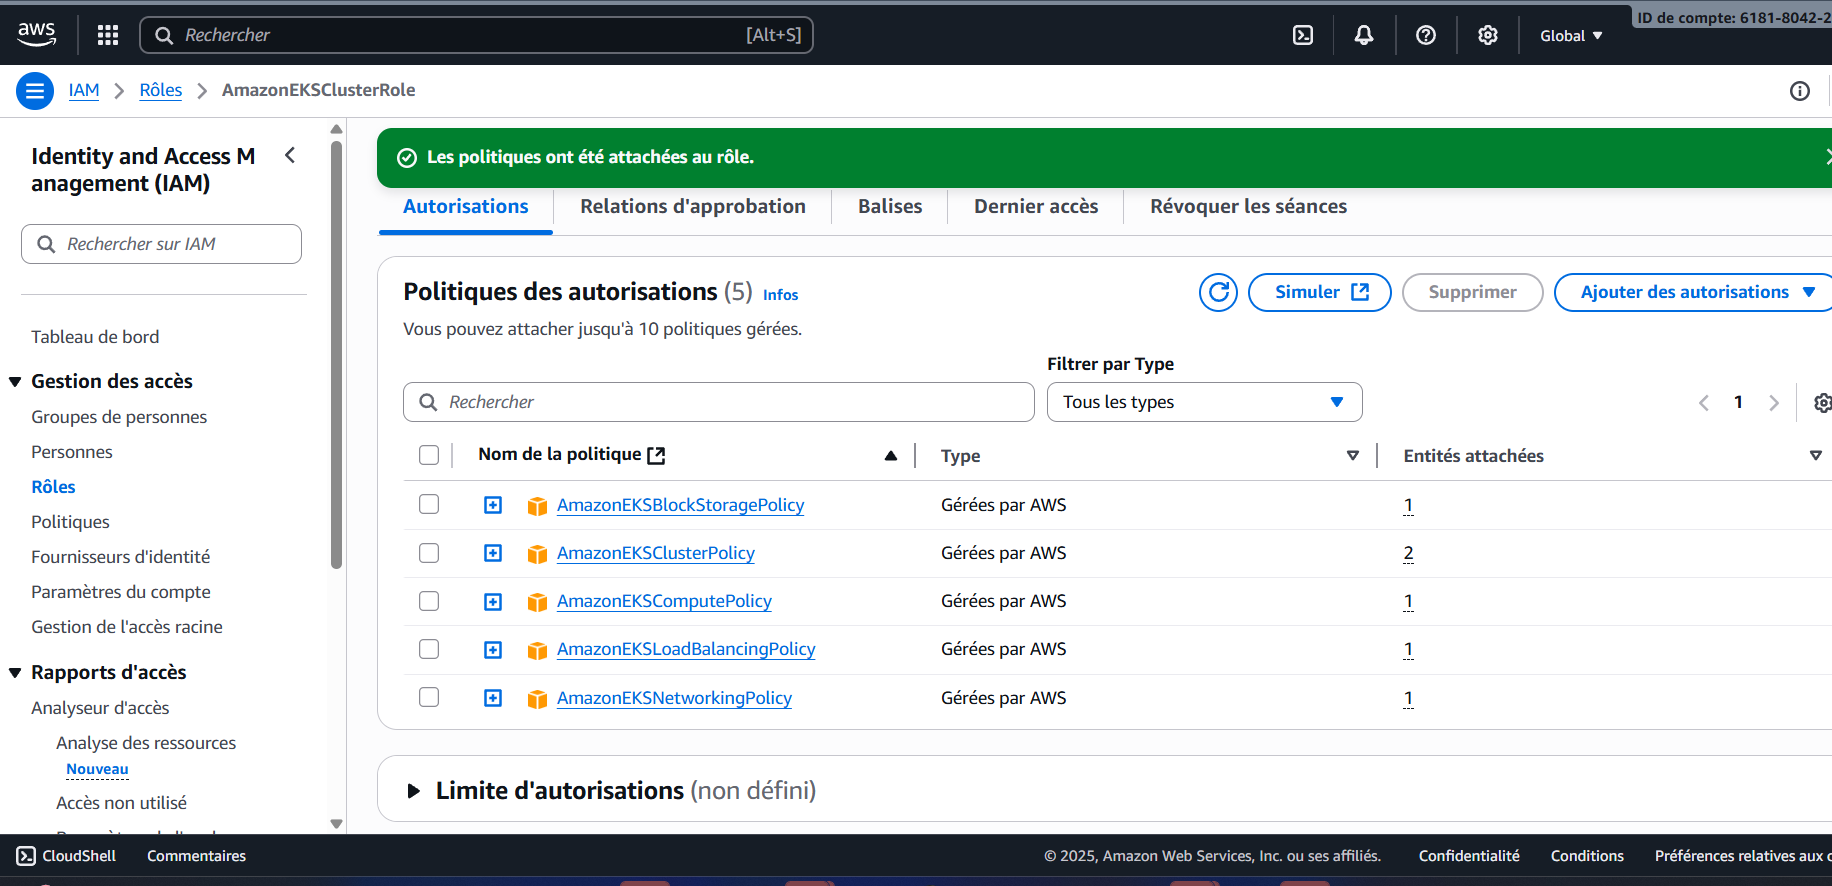 aws
Rechercher [Alt+S]
Global
ID de compte: 6181-8042-2
IAM > Rôles > AmazonEKSClusterRole
Identity and Access M
anagement (IAM)
Rechercher sur IAM
Tableau de bord
Gestion des accès
Groupes de personnes
Personnes
Rôles
Politiques
Fournisseurs d'identité
Paramètres du compte
Gestion de l'accès racine
Rapports d'accès
Analyseur d'accès
Analyse des ressources
Nouveau
Accès non utilisé
Les politiques ont été attachées au rôle.
Autorisations
Relations d'approbation
Balises
Dernier accès
Révoquer les séances
Politiques des autorisations (5) Infos
Simuler
Supprimer
Ajouter des autorisations
Vous pouvez attacher jusqu'à 10 politiques gérées.
Filtrer par Type
Rechercher
Tous les types
1
Nom de la politique Type Entités attachées
AmazonEKSBlockStoragePolicy Gérées par AWS 1
AmazonEKSClusterPolicy Gérées par AWS 2
AmazonEKSComputePolicy Gérées par AWS 1
AmazonEKSLoadBalancingPolicy Gérées par AWS 1
AmazonEKSNetworkingPolicy Gérées par AWS 1
Limite d'autorisations (non défini)
CloudShell Commentaires © 2025, Amazon Web Services, Inc. ou ses affiliés. Confidentialité Conditions Préférences relatives aux c